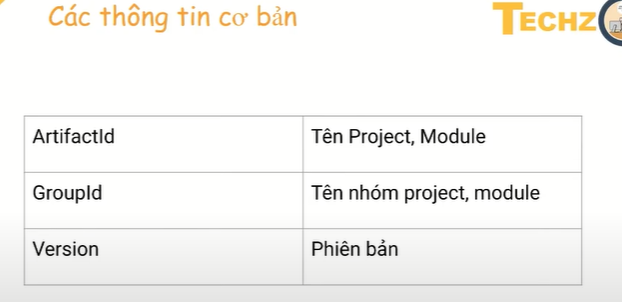 Các thông tin cơ bản
TECHZ
ArtifactId
Tên Project, Module
GroupId
Tên nhóm project, module
Version
Phiên bản